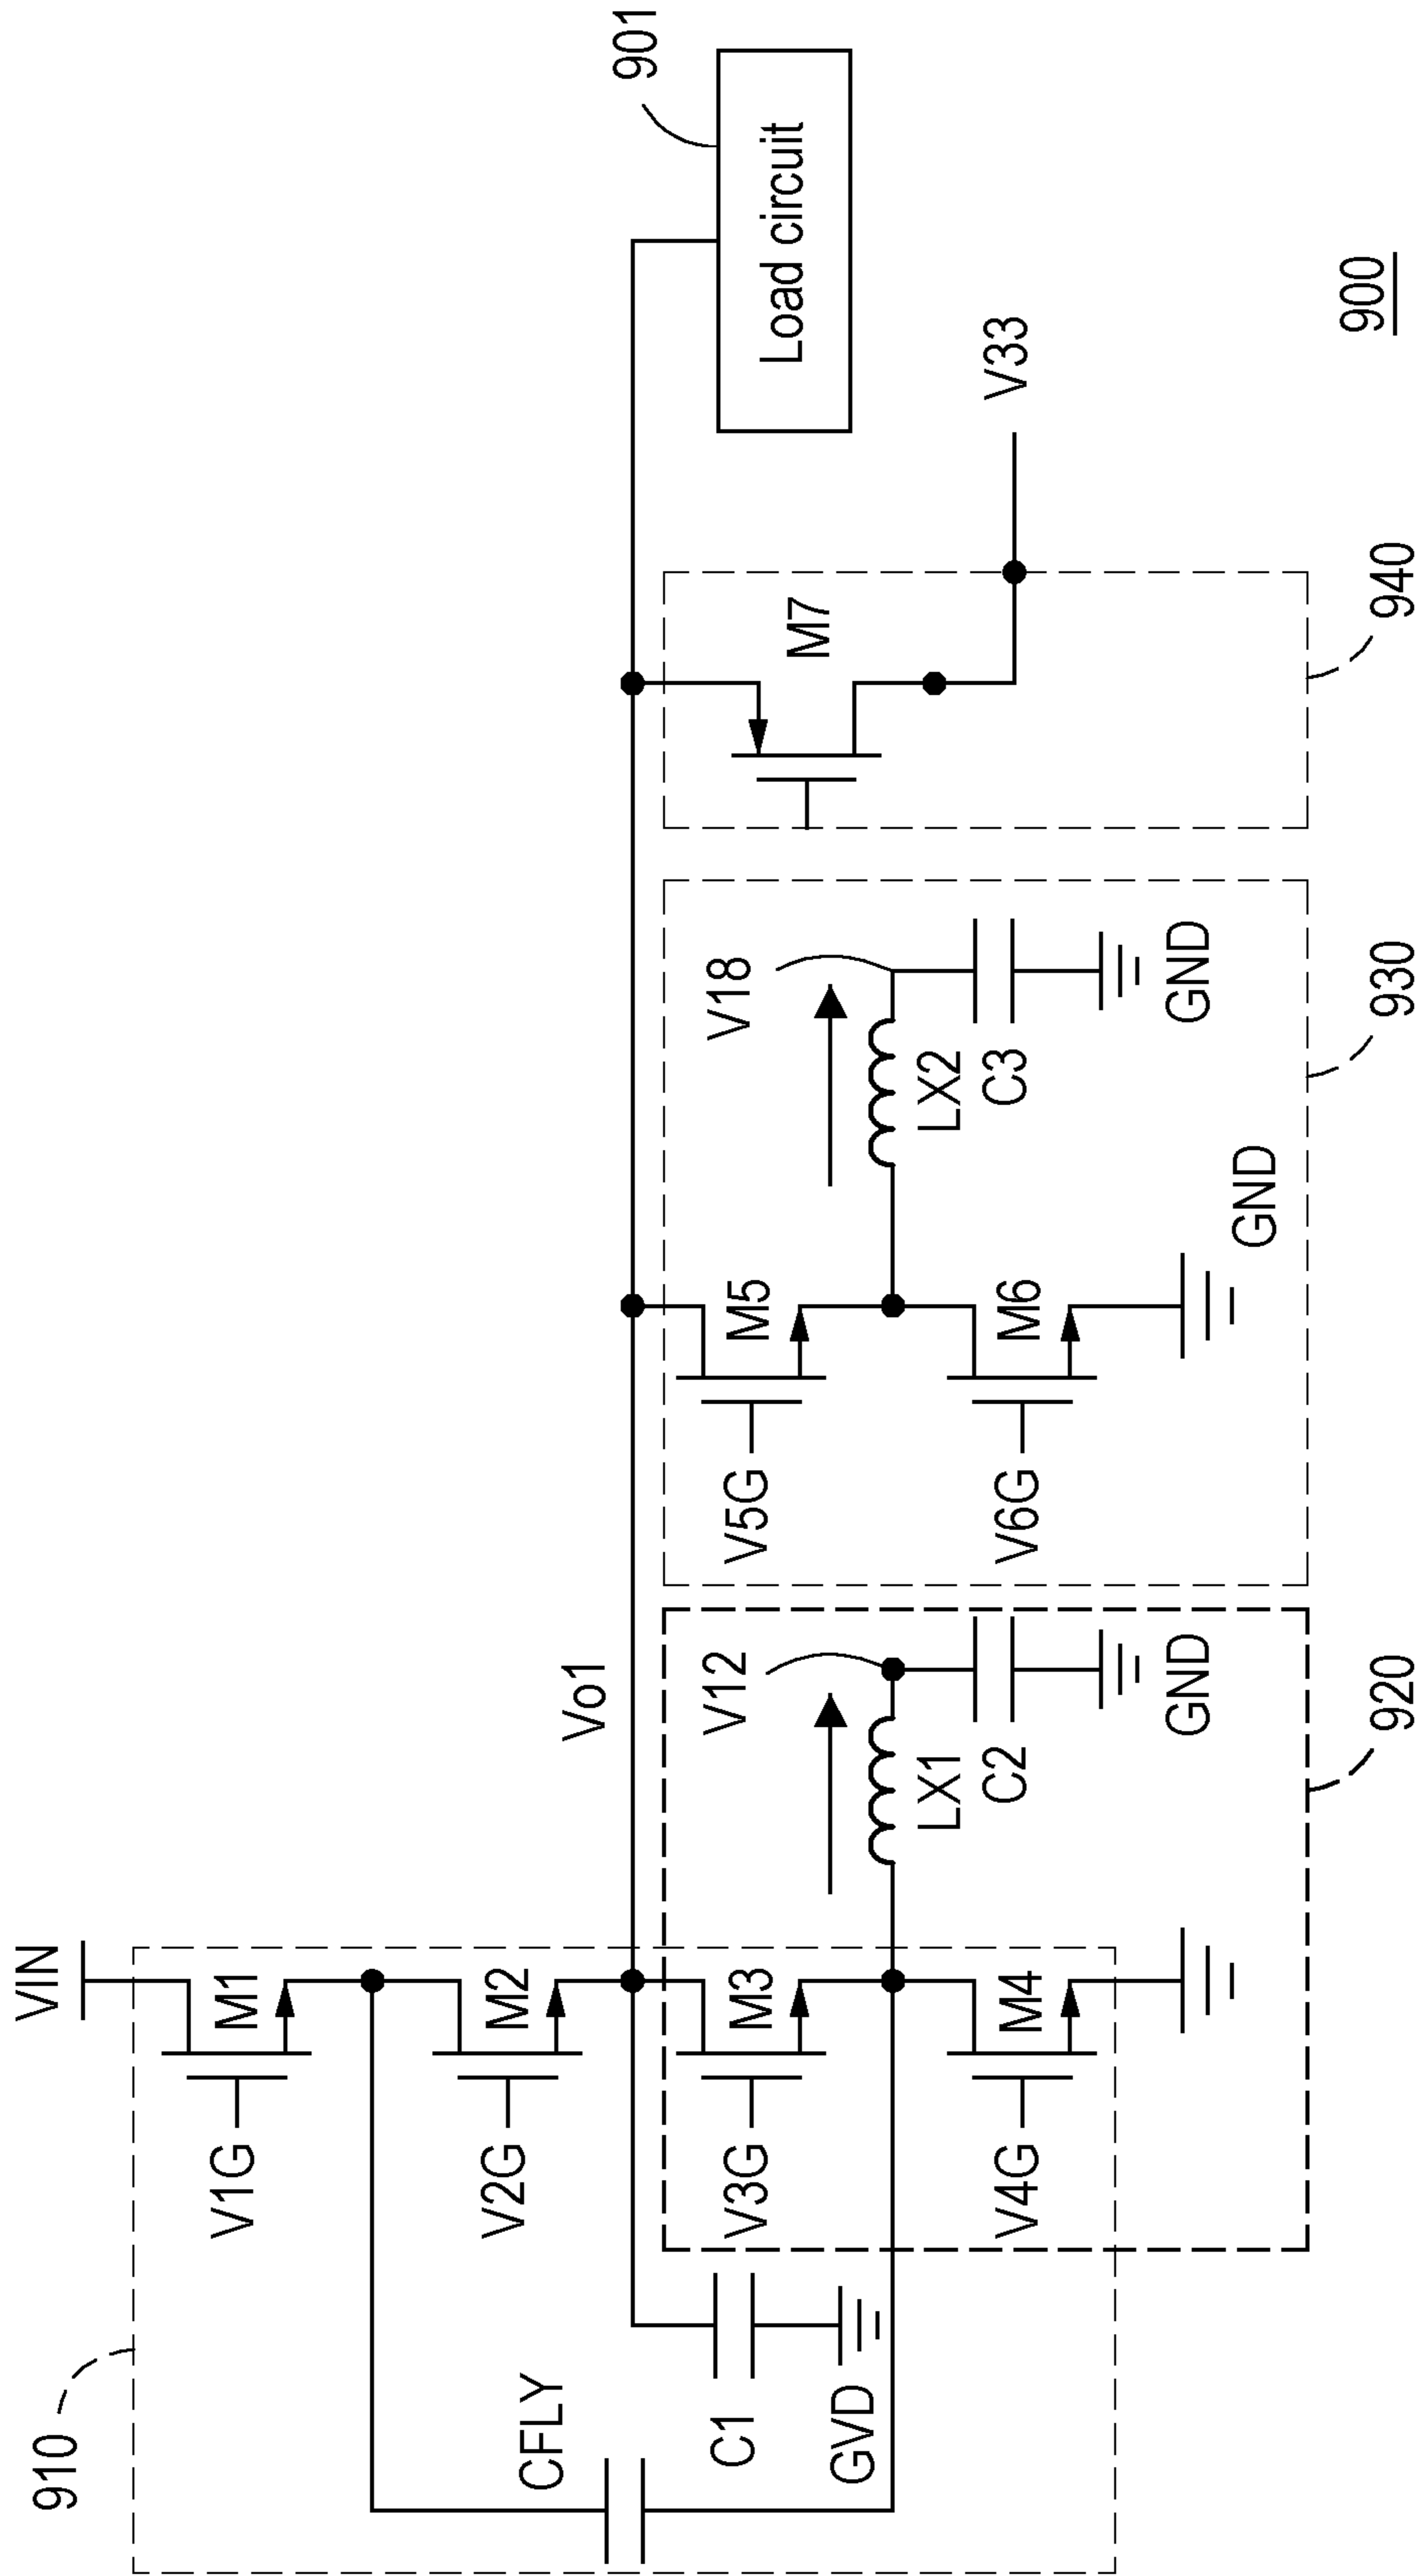 910
VIN
V1G
M1
CFLY
V2G
M2
Vo1
C1
GVD
V3G
M3
V12
LX1
C2
V4G
M4
GND
920
V5G
M5
V18
LX2
C3
V6G
M6
GND
GND
930
M7
940
V33
901
Load circuit
900